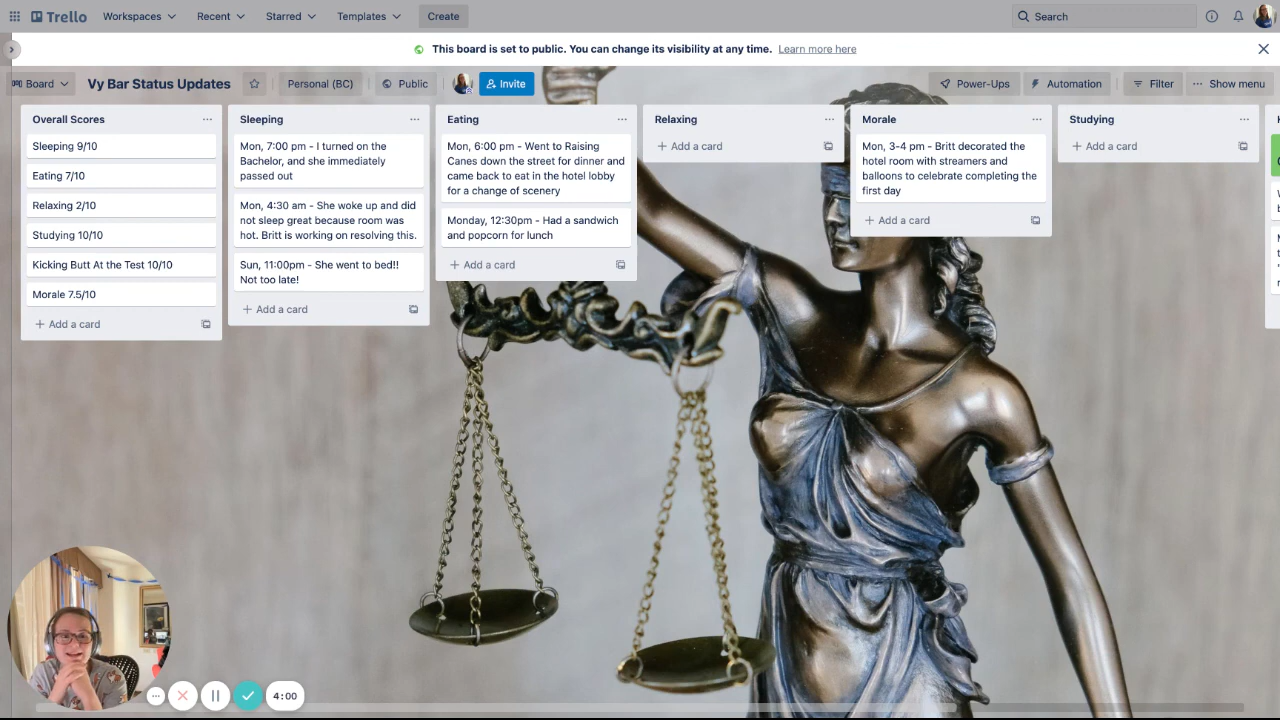 Trello
Workspaces
Recent
Starred
Templates
Create
Search
This board is set to public. You can change its visibility at any time. Learn more here
Board
Vy Bar Status Updates
Personal (BC)
Public
Invite
Power-Ups
Automation
Filter
Show menu
Overall Scores
Sleeping 9/10
Eating 7/10
Relaxing 2/10
Studying 10/10
Kicking Butt At the Test 10/10
Morale 7.5/10
Add a card
Sleeping
Mon, 7:00 pm - I turned on the
Bachelor, and she immediately
passed out
Mon, 4:30 am - She woke up and did
not sleep great because room was
hot. Britt is working on resolving this.
Sun, 11:00pm - She went to bed!!
Not too late!
Add a card
Eating
Mon, 6:00 pm - Went to Raising
Canes down the street for dinner and
came back to eat in the hotel lobby
for a change of scenery
Monday, 12:30pm - Had a sandwich
and popcorn for lunch
Add a card
Relaxing
Add a card
Morale
Mon, 3-4 pm - Britt decorated the
hotel room with streamers and
balloons to celebrate completing the
first day
Add a card
Studying
Add a card
4:00